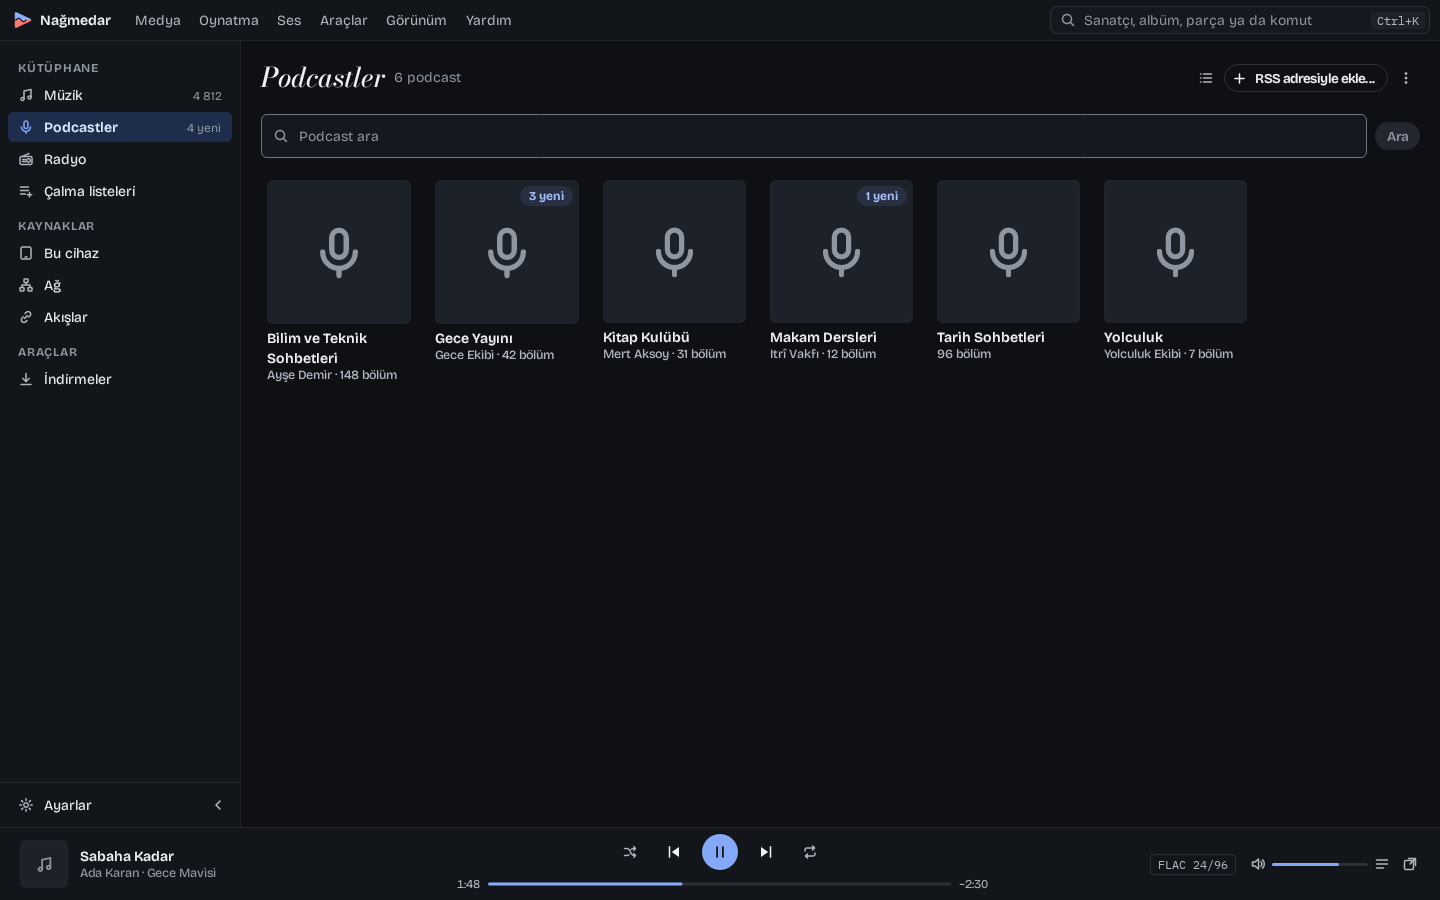 Nağmedar Medya Oynatma Ses Araçlar Görünüm Yardım Sanatçı, albüm, parça ya da komut Ctrl+K
KÜTÜPHANE
Müzik 4 812
Podcastler 4 yeni
Radyo
Çalma listeleri
KAYNAKLAR
Bu cihaz
Ağ
Akışlar
ARAÇLAR
İndirmeler
Ayarlar
Podcastler 6 podcast RSS adresiyle ekle...
Podcast ara Ara
3 yeni 1 yeni
Bilim ve Teknik Sohbetleri
Ayşe Demir · 148 bölüm
Gece Yayını
Gece Ekibi · 42 bölüm
Kitap Kulübü
Mert Aksoy · 31 bölüm
Makam Dersleri
Itrî Vakfı · 12 bölüm
Tarih Sohbetleri
96 bölüm
Yolculuk
Yolculuk Ekibi · 7 bölüm
Sabaha Kadar
Ada Karan · Gece Mavisi
1:48 −2:30
FLAC 24/96